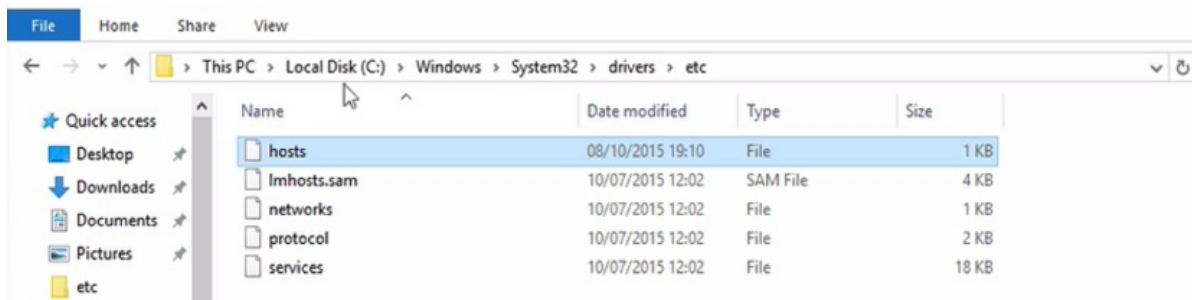 File Home Share View
This PC > Local Disk (C:) > Windows > System32 > drivers > etc
Name Date modified Type Size
Quick access
Desktop
Downloads
Documents
Pictures
etc
hosts 08/10/2015 19:10 File 1 KB
lmhosts.sam 10/07/2015 12:02 SAM File 4 KB
networks 10/07/2015 12:02 File 1 KB
protocol 10/07/2015 12:02 File 2 KB
services 10/07/2015 12:02 File 18 KB